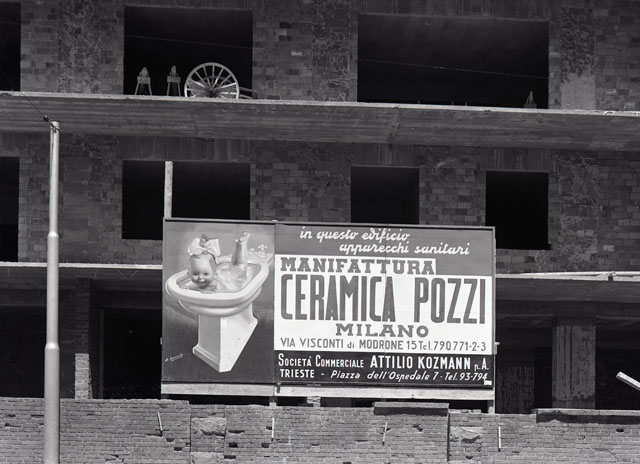 in questo edificio
apparecchi sanitari
MANIFATTURA
CERAMICA POZZI
MILANO
VIA VISCONTI di MODRONE 15 Tel. 790771-2-3
SOCIETÀ COMMERCIALE ATTILIO KOZMANN p. A.
TRIESTE - Piazza dell'Ospedale 7 - Tel. 93-794